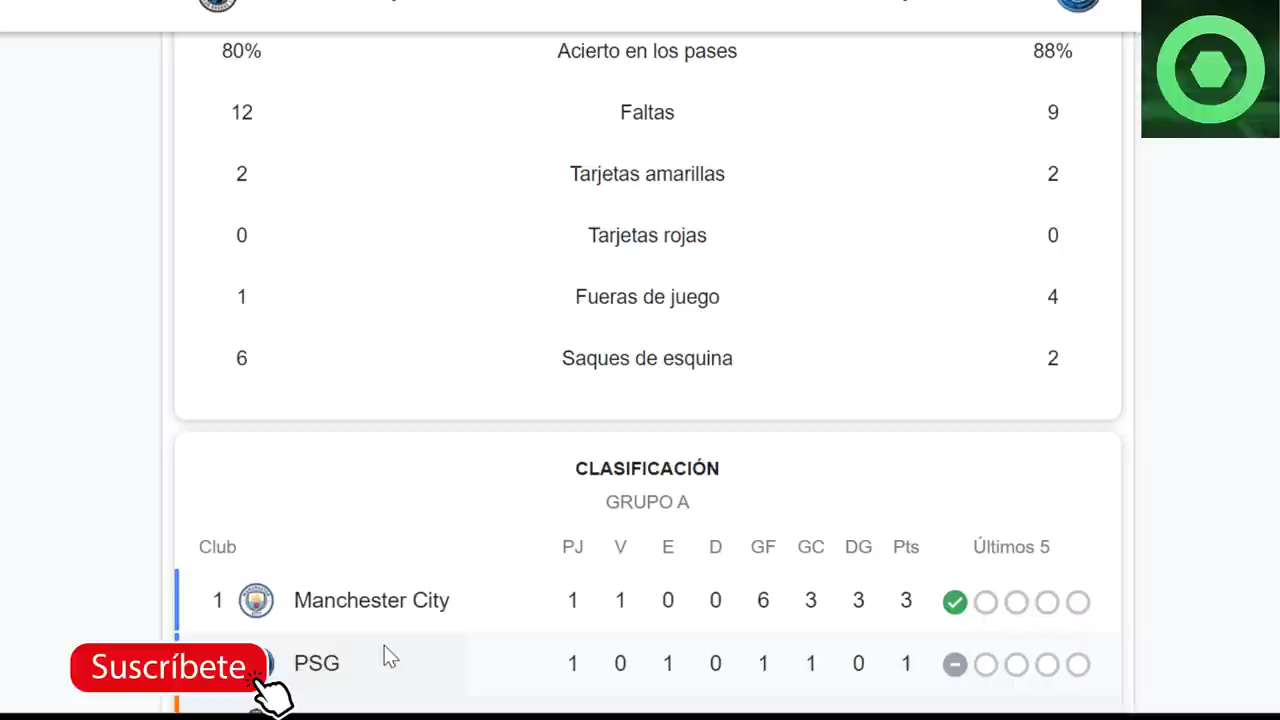 80% Acierto en los pases 88%
12 Faltas 9
2 Tarjetas amarillas 2
0 Tarjetas rojas 0
1 Fueras de juego 4
6 Saques de esquina 2
CLASIFICACIÓN
GRUPO A
Club PJ V E D GF GC DG Pts Últimos 5
1 Manchester City 1 1 0 0 6 3 3 3
PSG 1 0 1 0 1 1 0 1
Suscríbete